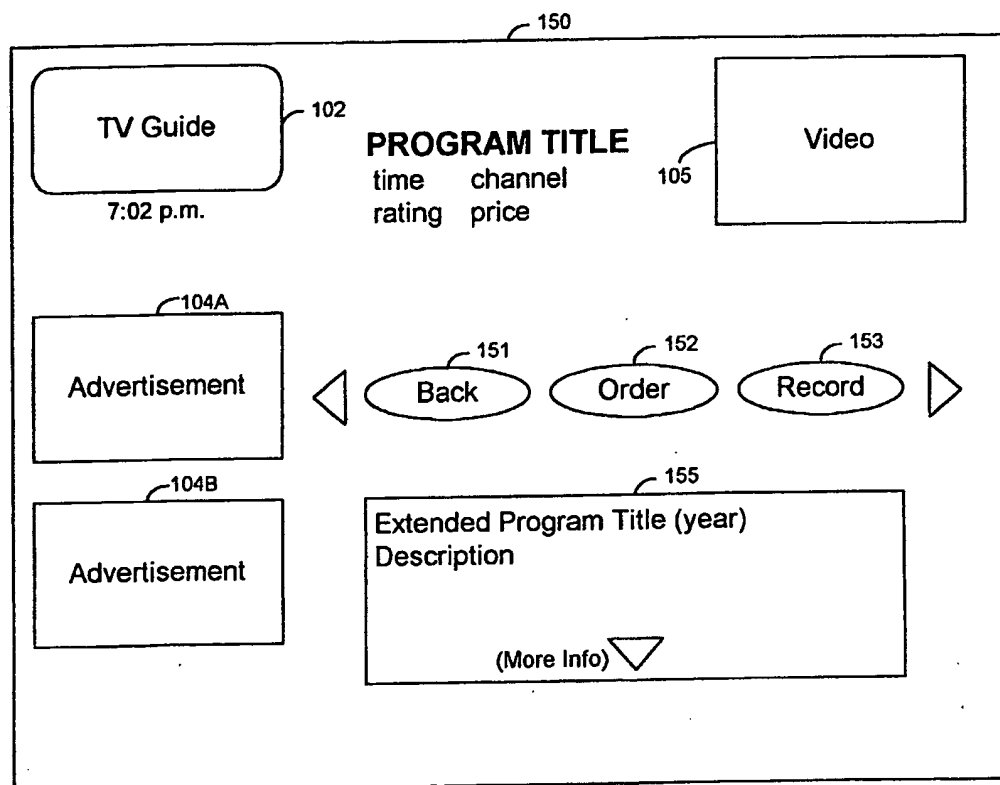 150
TV Guide
102
7:02 p.m.
PROGRAM TITLE
time channel
rating price
105
Video
104A
Advertisement
151
Back
152
Order
153
Record
104B
Advertisement
155
Extended Program Title (year)
Description
(More Info)